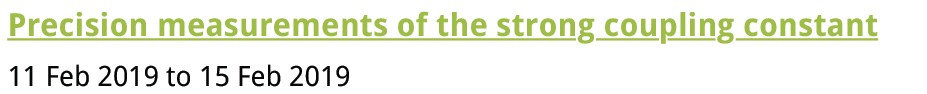 Precision measurements of the strong coupling constant
11 Feb 2019 to 15 Feb 2019